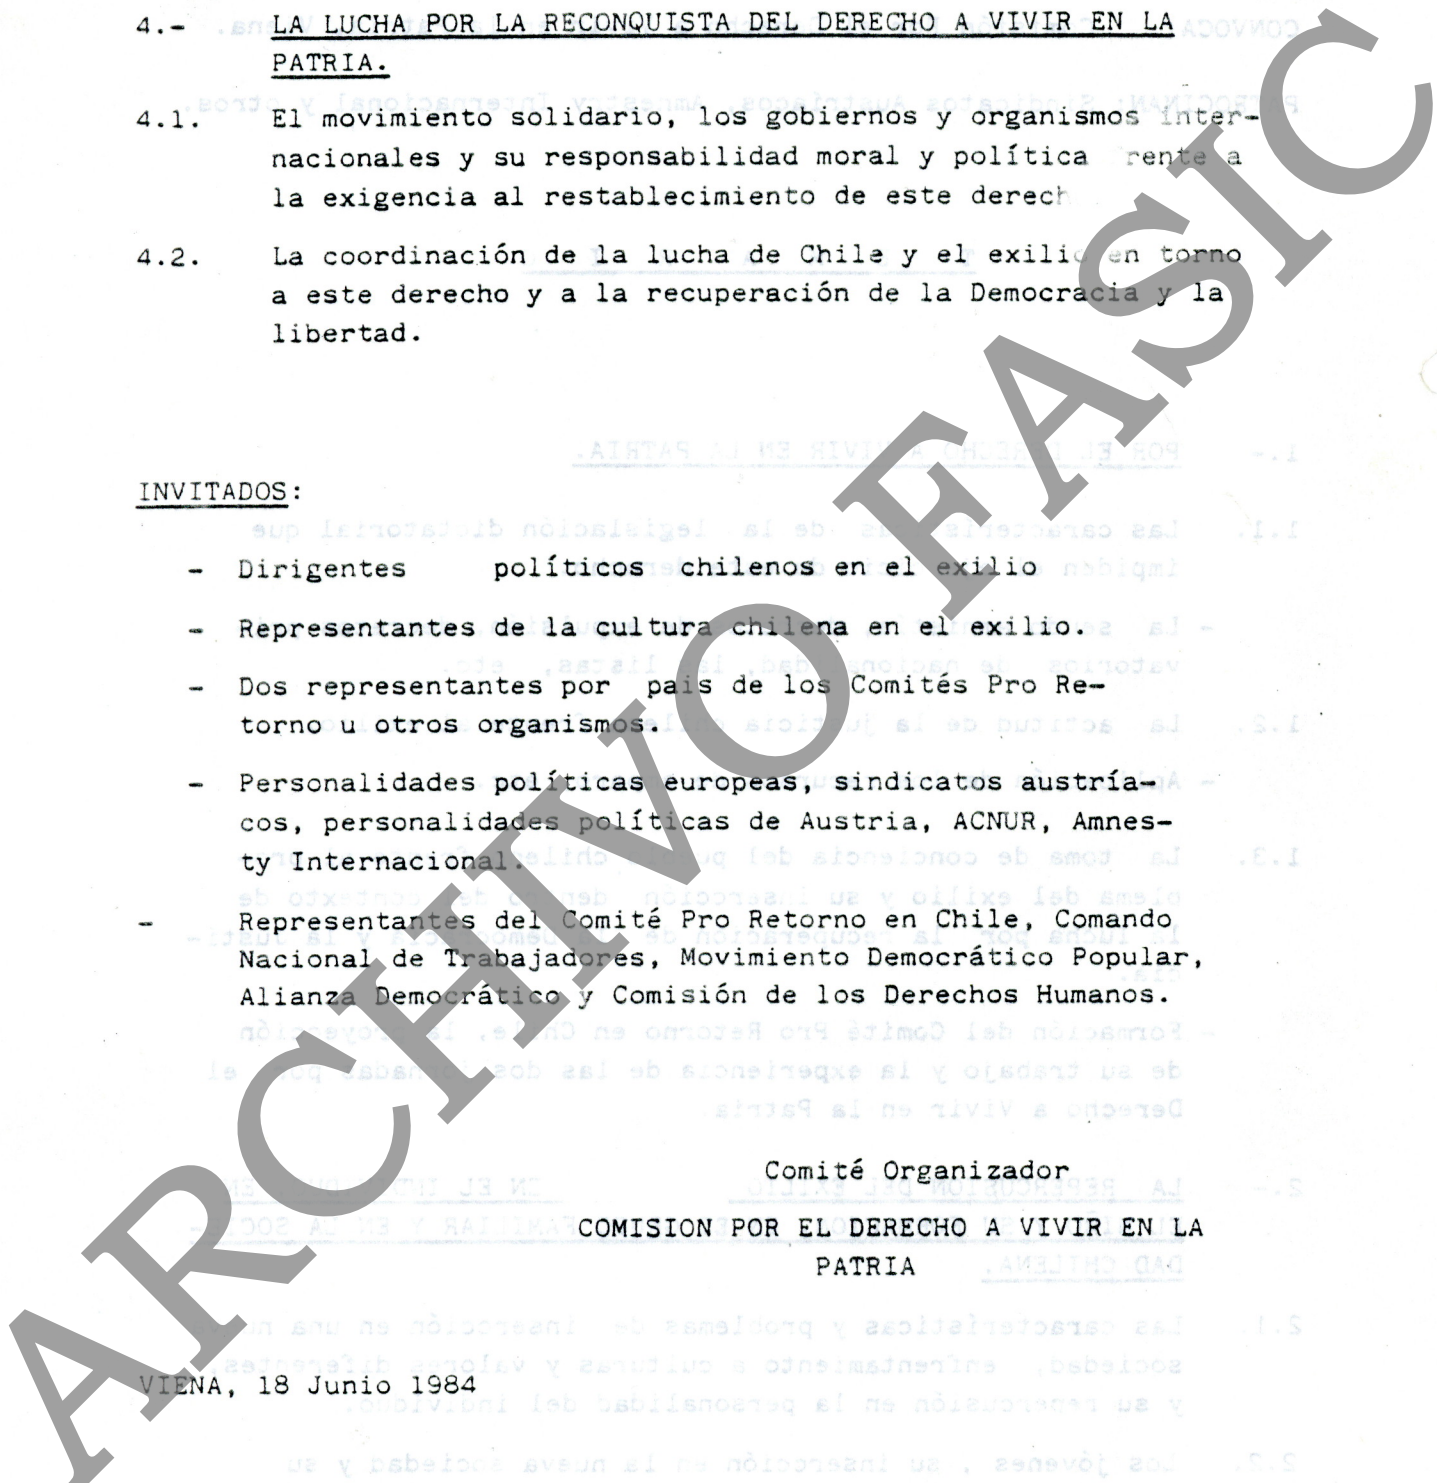 4.- LA LUCHA POR LA RECONQUISTA DEL DERECHO A VIVIR EN LA
PATRIA.
4.1. El movimiento solidario, los gobiernos y organismos inter-
nacionales y su responsabilidad moral y política frente a
la exigencia al restablecimiento de este derech
4.2. La coordinación de la lucha de Chile y el exilio en torno
a este derecho y a la recuperación de la Democracia y la
libertad.
INVITADOS:
- Dirigentes políticos chilenos en el exilio
- Representantes de la cultura chilena en el exilio.
- Dos representantes por pais de los Comités Pro Re-
torno u otros organismos.
- Personalidades políticas europeas, sindicatos austría-
cos, personalidades políticas de Austria, ACNUR, Amnes-
ty Internacional.
- Representantes del Comité Pro Retorno en Chile, Comando
Nacional de Trabajadores, Movimiento Democrático Popular,
Alianza Democrático y Comisión de los Derechos Humanos.
Comité Organizador
COMISION POR EL DERECHO A VIVIR EN LA
PATRIA
VIENA, 18 Junio 1984
ARCHIVO FASIC